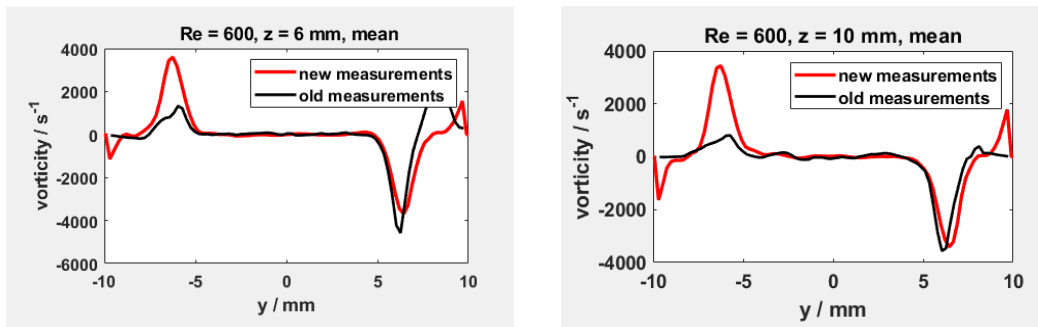 Re = 600, z = 6 mm, mean
4000
2000
0
-2000
-4000
-6000
vorticity / s-1
new measurements
old measurements
-10
-5
0
5
10
y / mm
Re = 600, z = 10 mm, mean
4000
2000
0
-2000
-4000
vorticity / s-1
new measurements
old measurements
-10
-5
0
5
10
y / mm